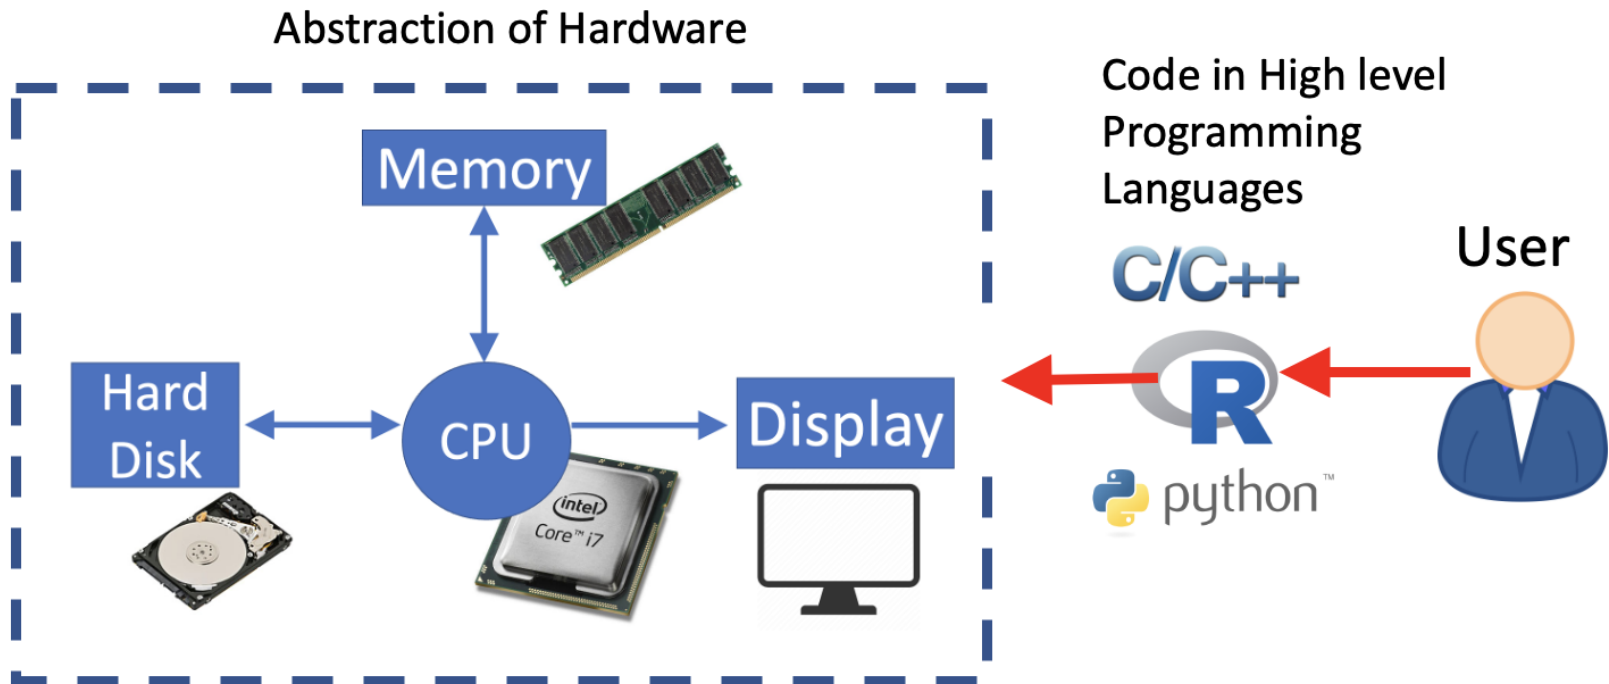 Abstraction of Hardware
Code in High level
Programming
Languages
Memory
User
C/C++
Hard
Disk
CPU
Display
R
intel
Core™ i7
python™